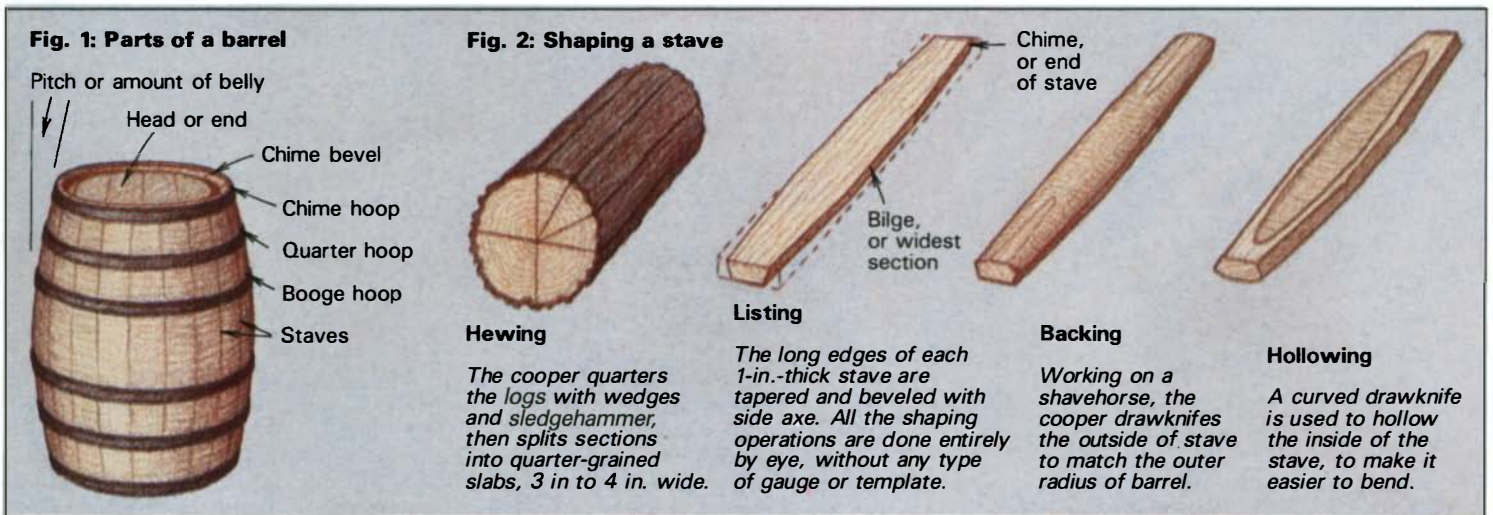 Fig. 1: Parts of a barrel
Pitch or amount of belly
Head or end
Chime bevel
Chime hoop
Quarter hoop
Booge hoop
Staves
Fig. 2: Shaping a stave
Chime,
or end
of stave
Bilge,
or widest
section
Hewing
The cooper quarters
the logs with wedges
and sledgehammer,
then splits sections
into quarter-grained
slabs, 3 in to 4 in. wide.
Listing
The long edges of each
1-in.-thick stave are
tapered and beveled with
side axe. All the shaping
operations are done entirely
by eye, without any type
of gauge or template.
Backing
Working on a
shavehorse, the
cooper drawknifes
the outside of stave
to match the outer
radius of barrel.
Hollowing
A curved drawknife
is used to hollow
the inside of the
stave, to make it
easier to bend.